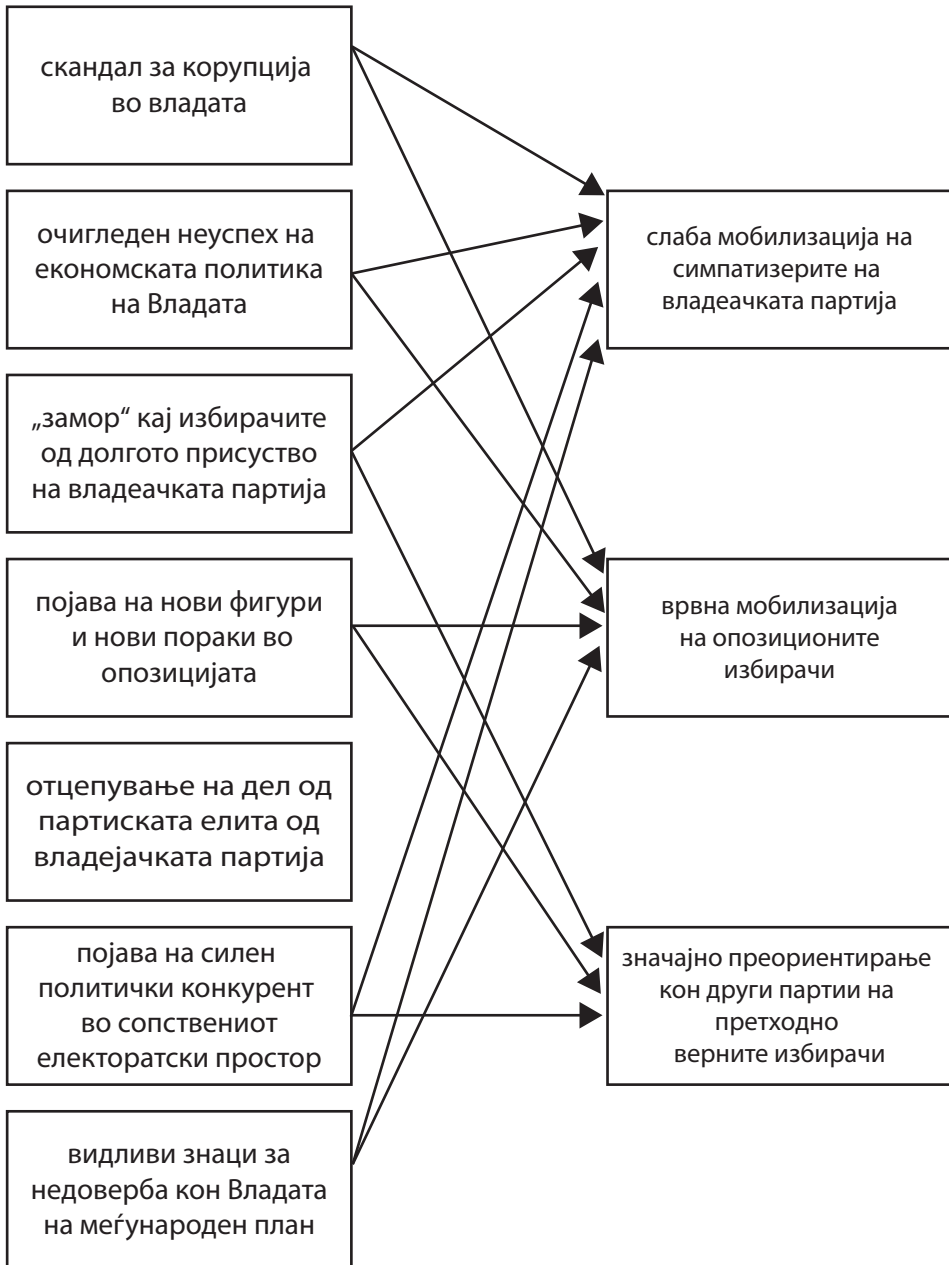 скандал за корупција
во владата
очигледен неуспех на
економската политика
на Владата
„замор“ кај избирачите
од долгото присуство
на владеачката партија
појава на нови фигури
и нови пораки во
опозицијата
отцепување на дел од
партиската елита од
владејачката партија
појава на силен
политички конкурент
во сопствениот
електоратски простор
видливи знаци за
недоверба кон Владата
на меѓународен план
слаба мобилизација на
симпатизерите на
владеачката партија
врвна мобилизација
на опозиционите
избирачи
значајно преориентирање
кон други партии на
претходно
верните избирачи